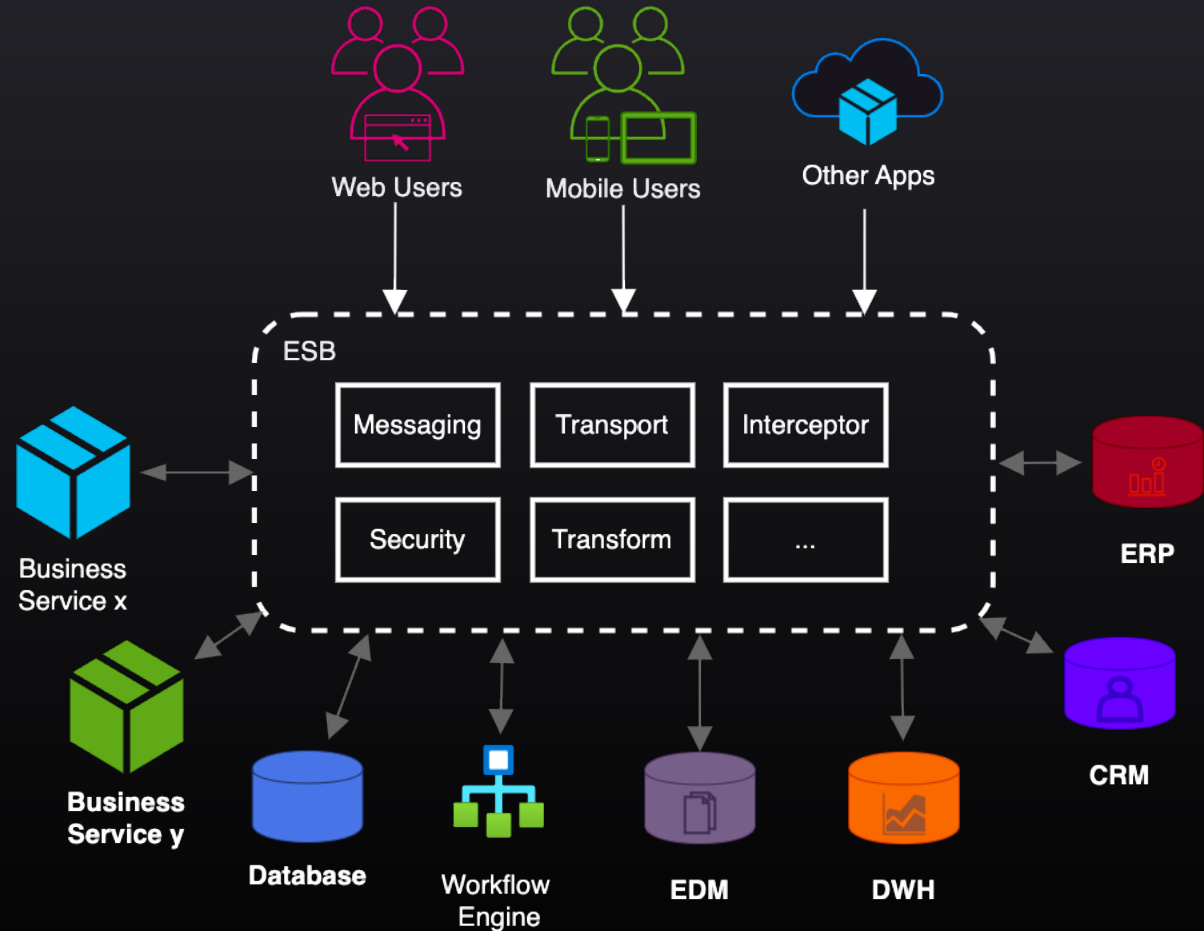 Web Users
Mobile Users
Other Apps
ESB
Messaging
Transport
Interceptor
Security
Transform
...
Business
Service x
ERP
Business
Service y
CRM
Database
Workflow
Engine
EDM
DWH